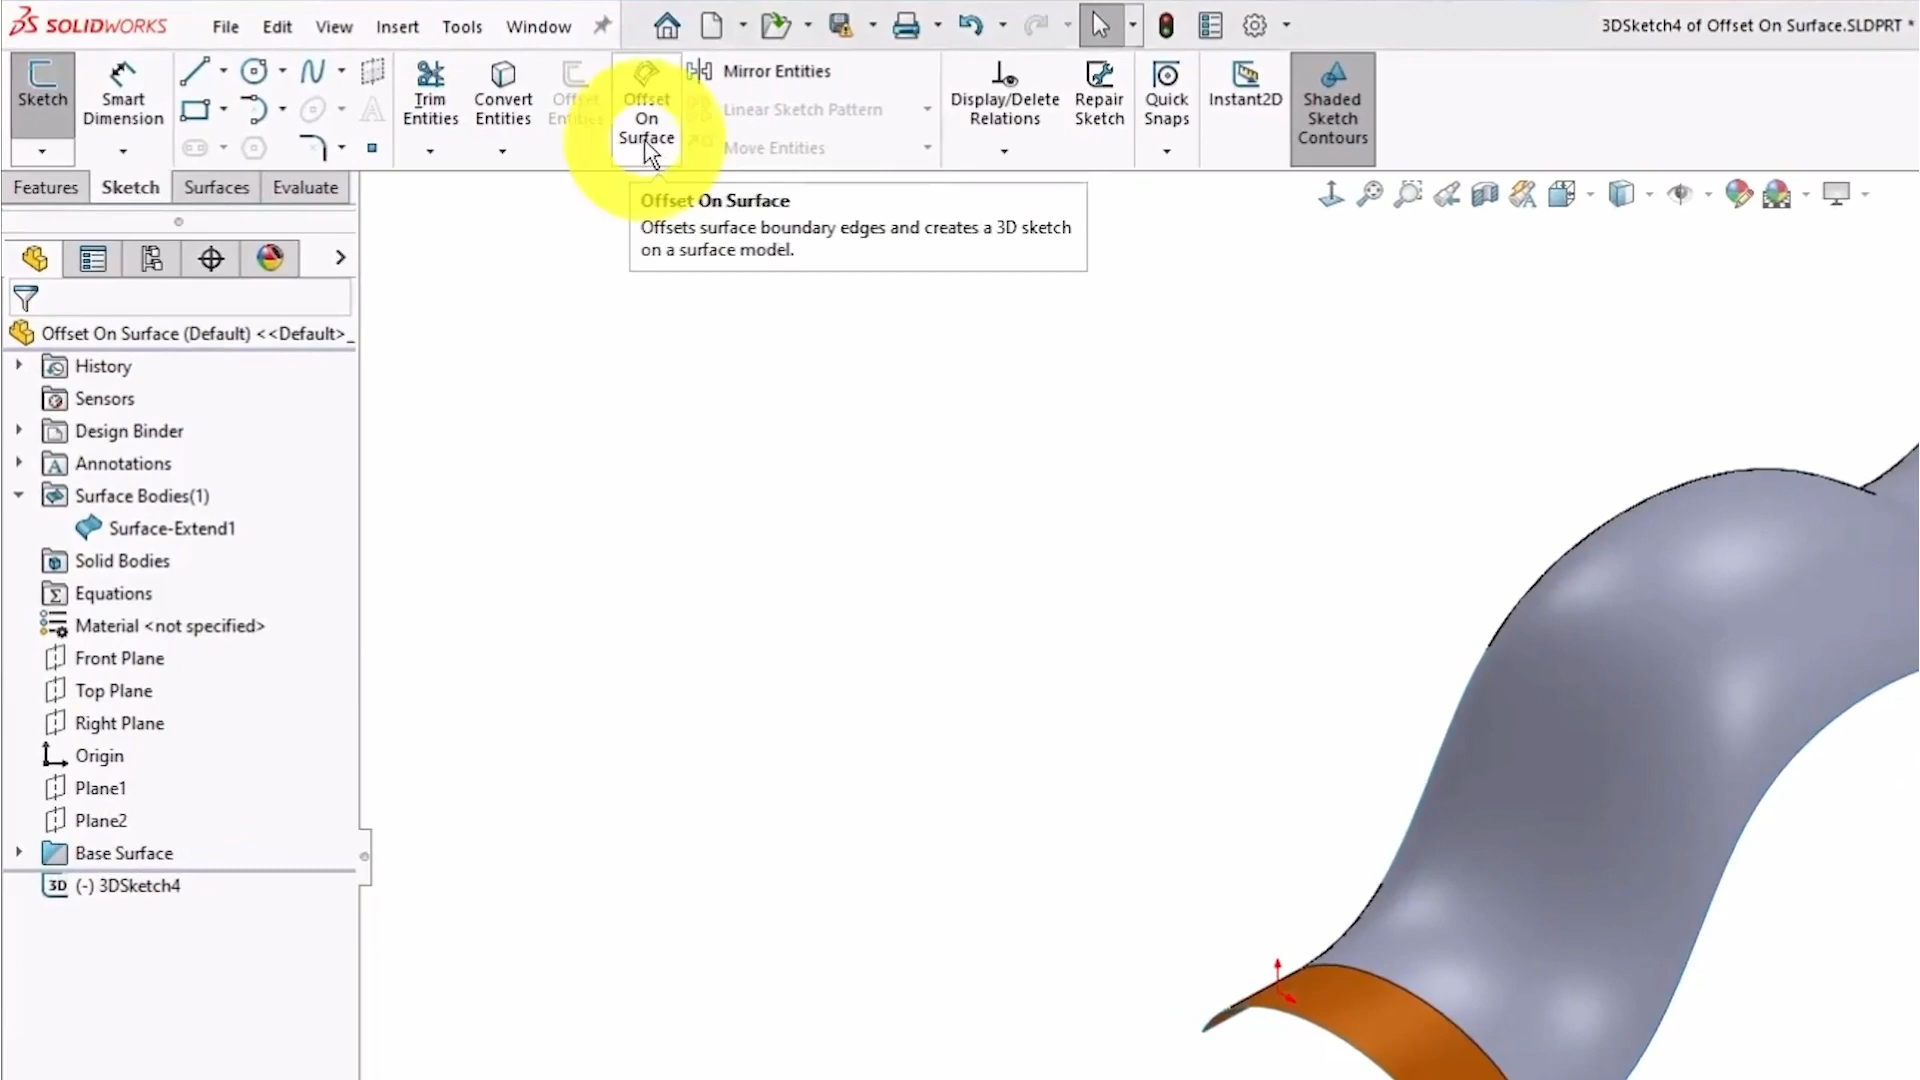 SOLIDWORKS
File Edit View Insert Tools Window
3DSketch4 of Offset On Surface.SLDPRT *
Sketch
Smart
Dimension
Trim
Entities
Convert
Entities
Offset
Entities
Offset
On
Surface
Mirror Entities
Linear Sketch Pattern
Move Entities
Display/Delete
Relations
Repair
Sketch
Quick
Snaps
Instant2D
Shaded
Sketch
Contours
Features Sketch Surfaces Evaluate
Offset On Surface
Offsets surface boundary edges and creates a 3D sketch
on a surface model.
Offset On Surface (Default) <<Default>_
History
Sensors
Design Binder
Annotations
Surface Bodies(1)
Surface-Extend1
Solid Bodies
Equations
Material <not specified>
Front Plane
Top Plane
Right Plane
Origin
Plane1
Plane2
Base Surface
3D (-) 3DSketch4